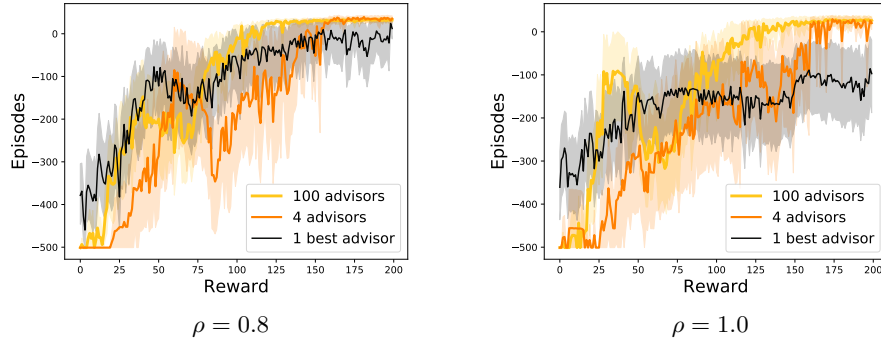 0
−100
−200
−300
−400
−500
Episodes
100 advisors
4 advisors
1 best advisor
0 25 50 75 100 125 150 175 200
Reward
ρ = 0.8
0
−100
−200
−300
−400
−500
Episodes
100 advisors
4 advisors
1 best advisor
0 25 50 75 100 125 150 175 200
Reward
ρ = 1.0